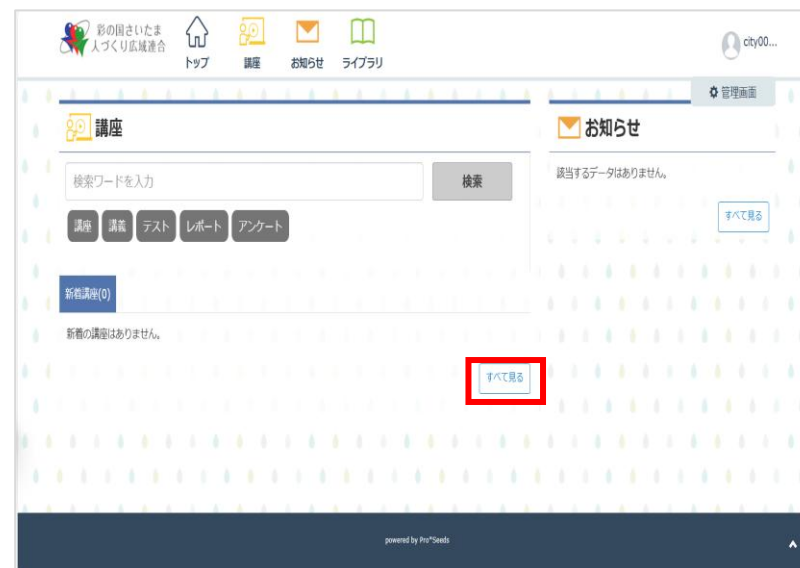 彩の国さいたま
人づくり広域連合
トップ
講座
お知らせ
ライブラリ
city00...
管理画面
講座
検索ワードを入力
検索
講座
講義
テスト
レポート
アンケート
新着講座(0)
新着の講座はありません。
すべて見る
お知らせ
該当するデータはありません。
すべて見る
powered by Pro*Seeds